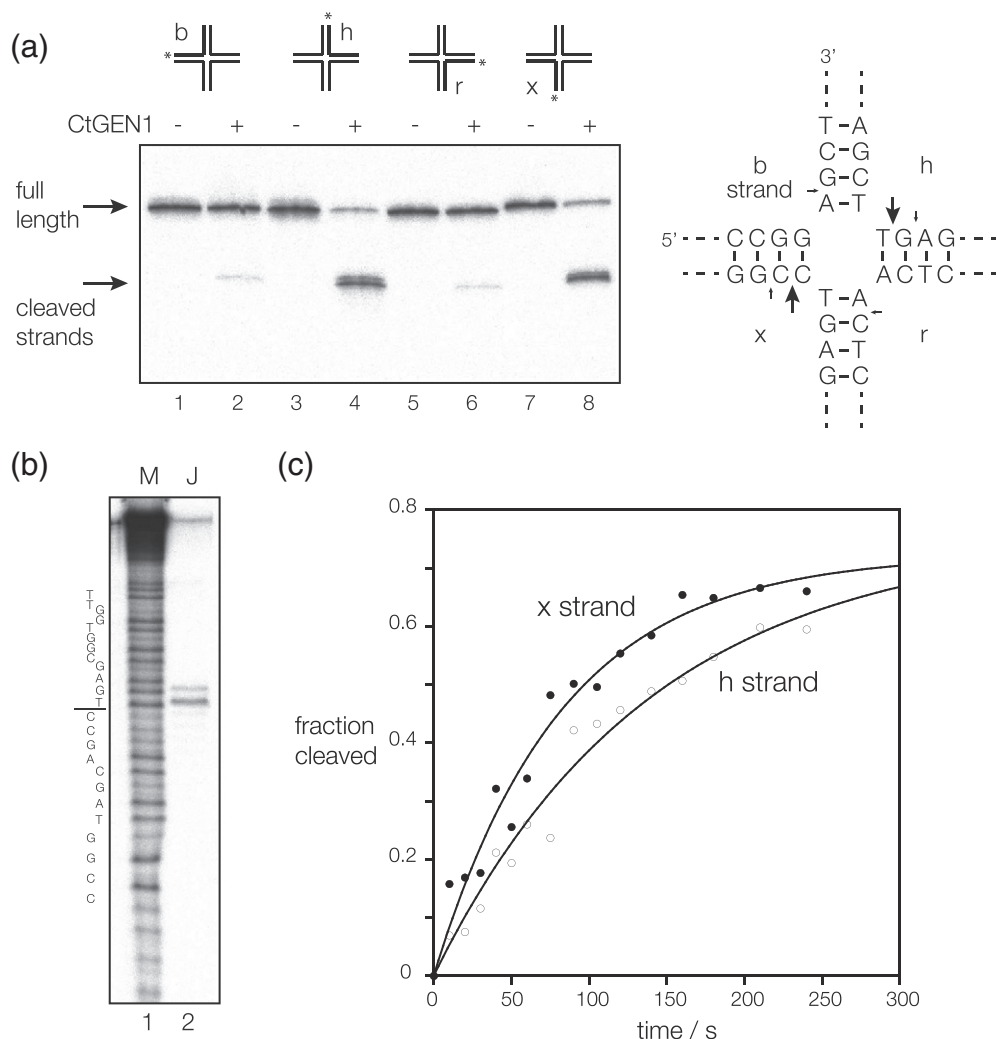 (a)
b
*
*
h
r
*
x
*
CtGEN1 - + - + - + - +
full
length
cleaved
strands
1 2 3 4 5 6 7 8
3’
T – A
C – G
G – C
A – T
b
strand
h
5’ C C G G T G A G
G G C C A C T C
T – A
G – C
A – T
G – C
x
r
(b)
M J
T
T
G
G
T
G
G
C
G
A
G
T
C
C
G
A
C
G
A
T
G
G
C
C
1 2
(c)
0.8
0.6
0.4
0.2
0
fraction
cleaved
x strand
h strand
0 50 100 150 200 250 300
time / s